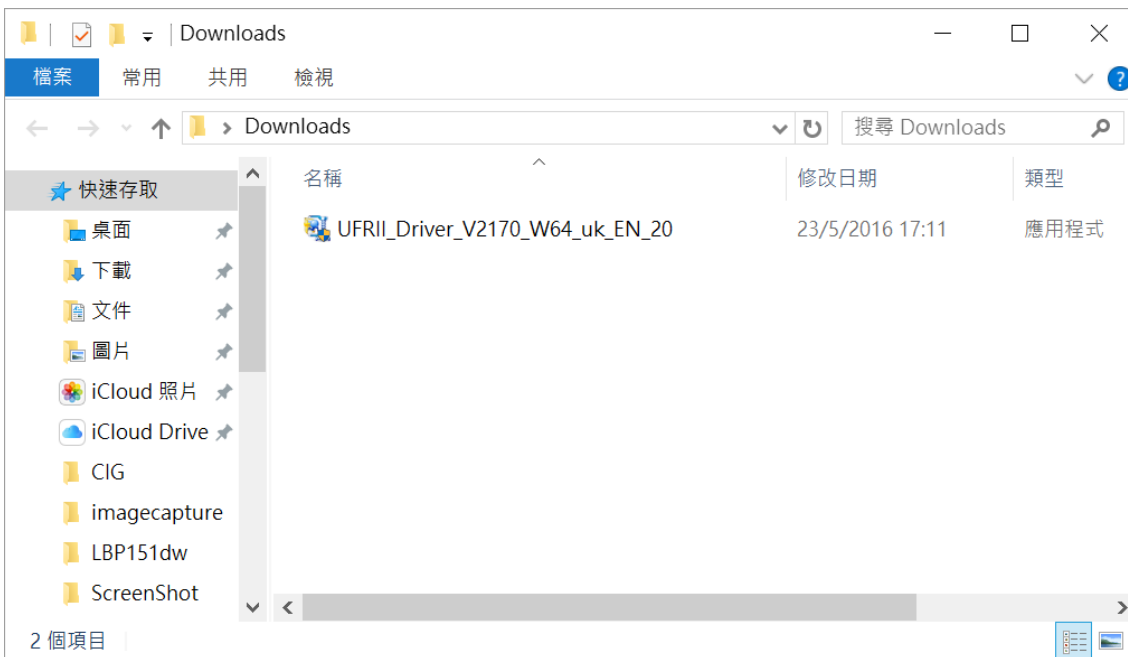 Downloads
檔案 常用 共用 檢視
Downloads 搜尋 Downloads
名稱 修改日期 類型
快速存取
UFRII_Driver_V2170_W64_uk_EN_20 23/5/2016 17:11 應用程式
桌面
下載
文件
圖片
iCloud 照片
iCloud Drive
CIG
imagecapture
LBP151dw
ScreenShot
2 個項目